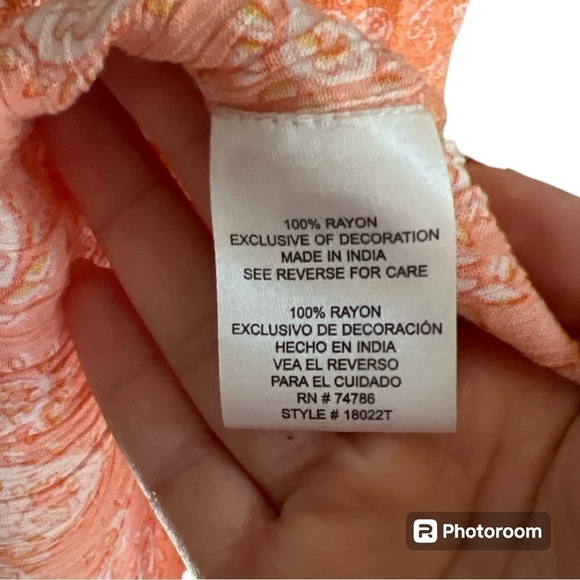 100% RAYON
EXCLUSIVE OF DECORATION
MADE IN INDIA
SEE REVERSE FOR CARE
100% RAYON
EXCLUSIVO DE DECORACIÓN
HECHO EN INDIA
VEA EL REVERSO
PARA EL CUIDADO
RN # 74786
STYLE # 18022T
Photoroom